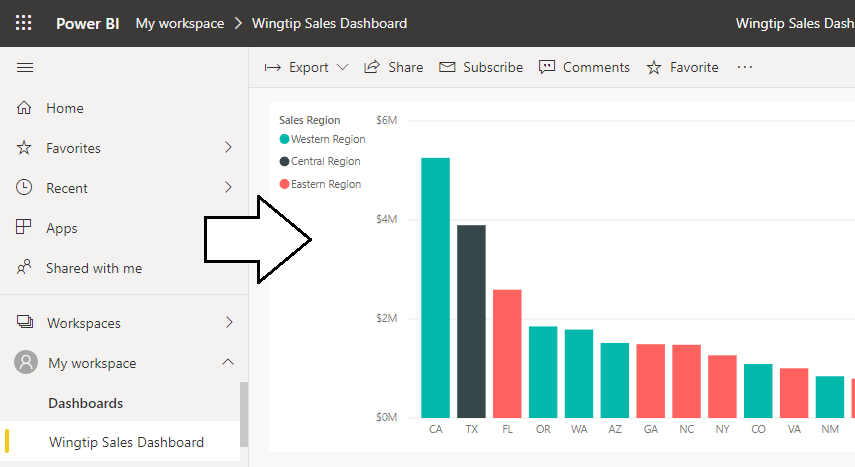 Power BI My workspace > Wingtip Sales Dashboard Wingtip Sales Dash
Export Share Subscribe Comments Favorite ...
Home
Favorites
Recent
Apps
Shared with me
Workspaces
My workspace
Dashboards
Wingtip Sales Dashboard
Sales Region
Western Region
Central Region
Eastern Region
$6M
$4M
$2M
$0M
CA TX FL OR WA AZ GA NC NY CO VA NM